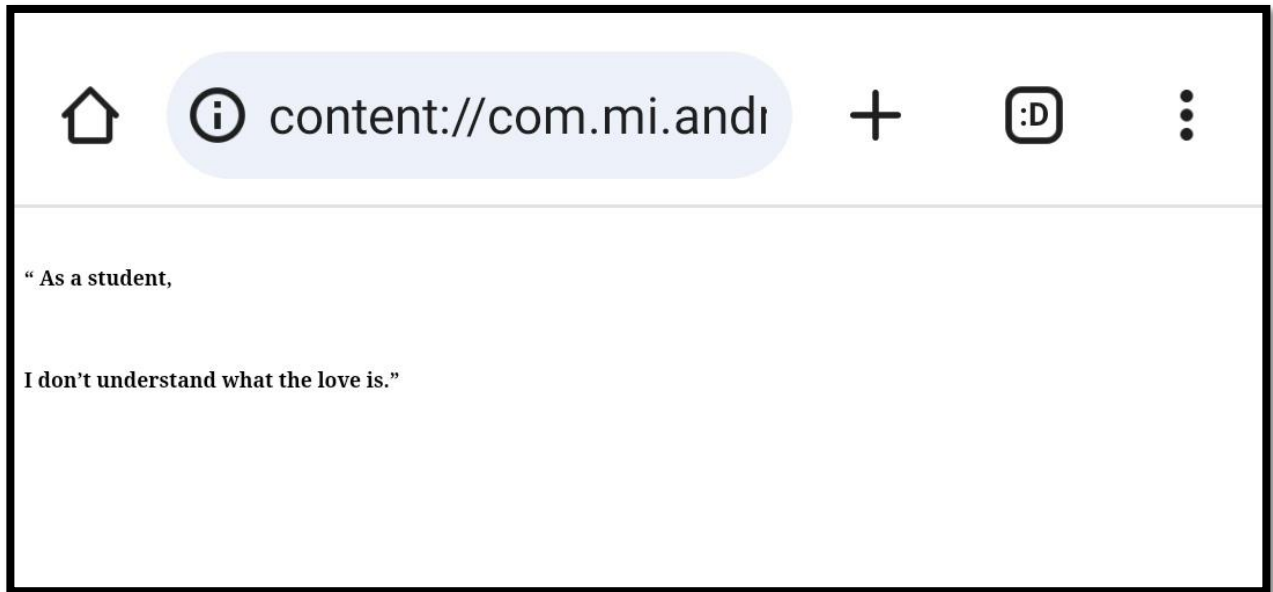 content://com.mi.andr
:D
“ As a student,
I don’t understand what the love is.”